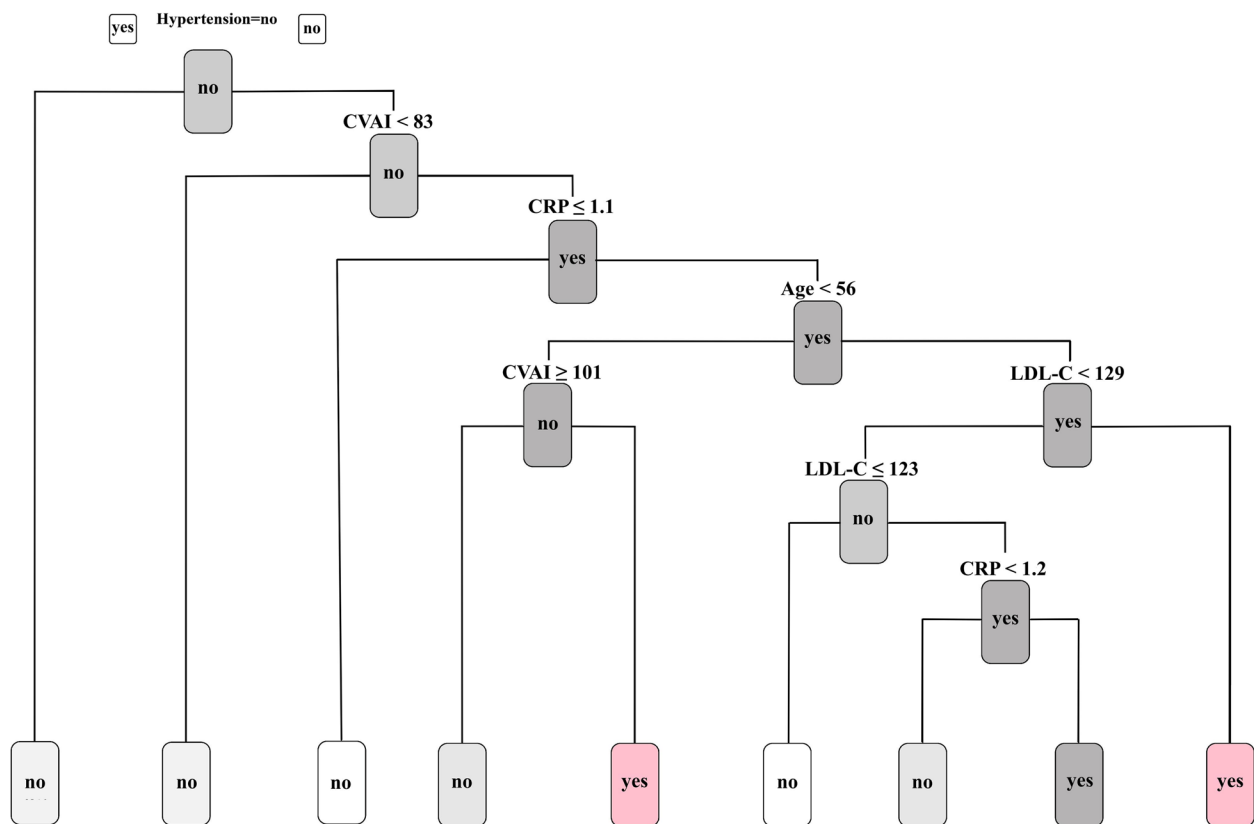 yes
Hypertension=no
no
no
CVAI < 83
no
CRP ≤ 1.1
yes
Age < 56
yes
CVAI ≥ 101
no
LDL-C < 129
yes
LDL-C ≤ 123
no
CRP < 1.2
yes
no
no
no
no
yes
no
no
yes
yes